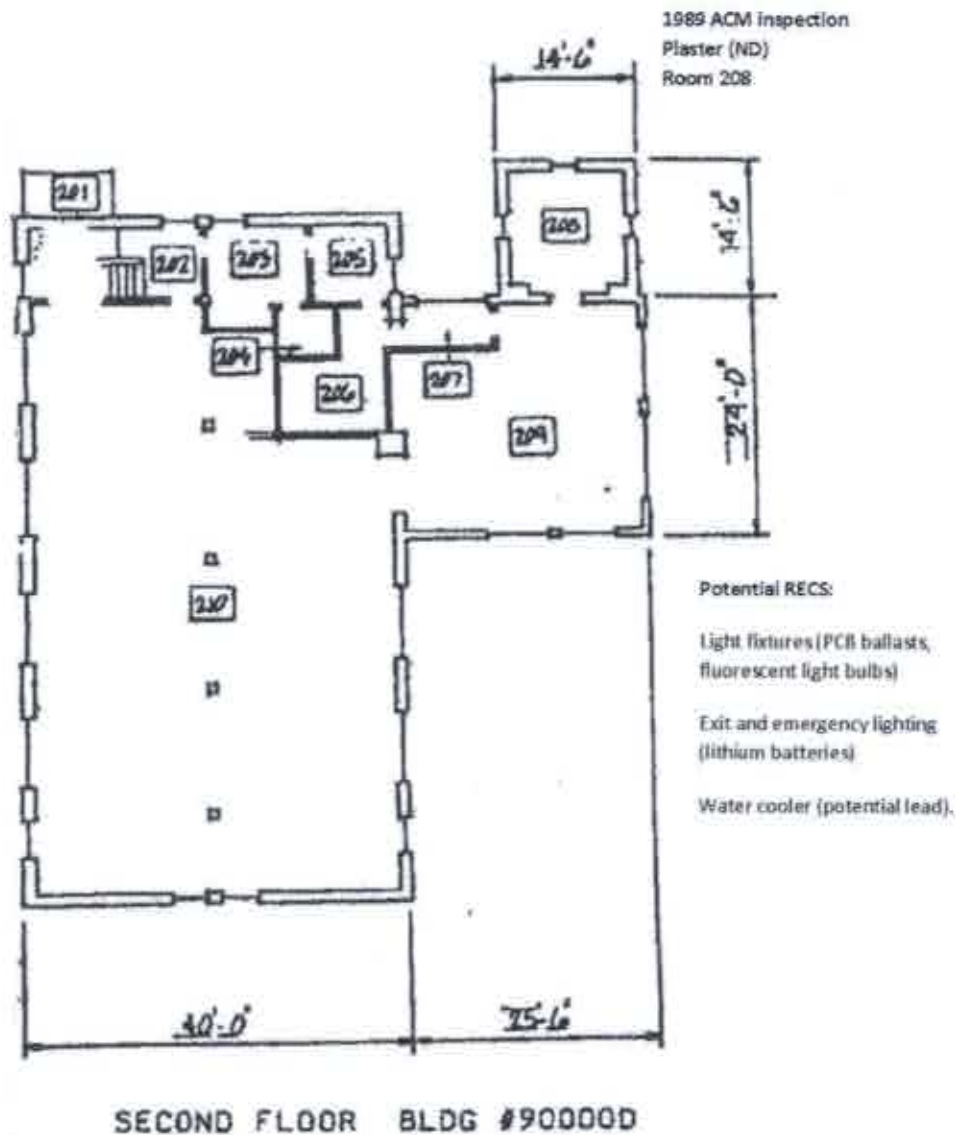 1989 ACM inspection
Plaster (ND)
Room 208
14'-6"
201
202
203
205
208
14'-6"
204
206
207
209
24'-0"
210
Potential RECS:
Light fixtures (PCB ballasts,
fluorescent light bulbs)
Exit and emergency lighting
(lithium batteries)
Water cooler (potential lead).
40'-0"
25'-6"
SECOND FLOOR BLDG #90000D